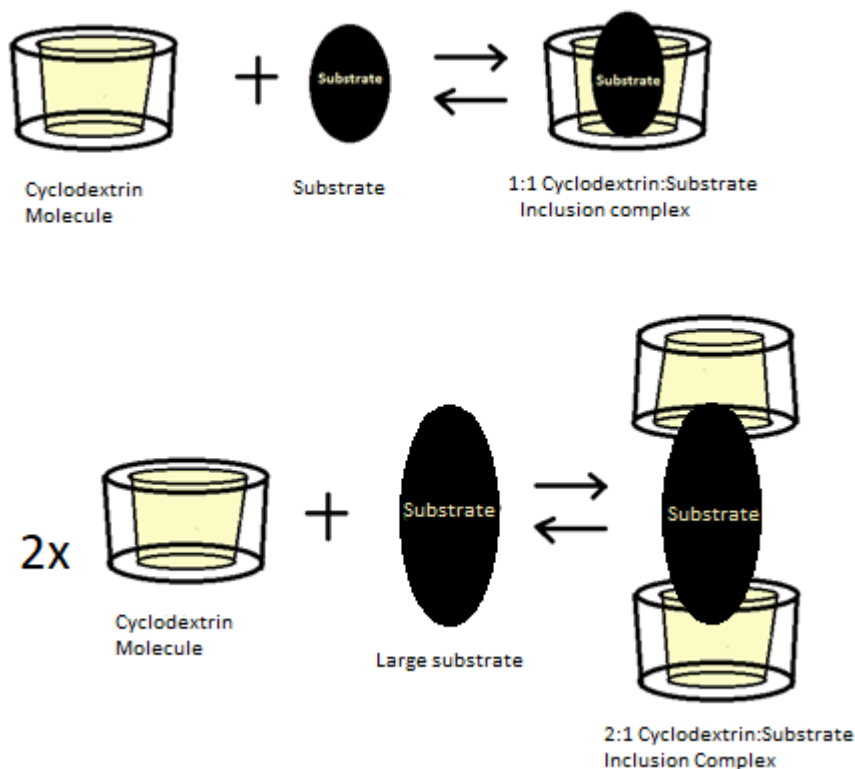 Substrate
Substrate
Cyclodextrin
Molecule
Substrate
1:1 Cyclodextrin:Substrate
Inclusion complex
2x
Substrate
Substrate
Cyclodextrin
Molecule
Large substrate
2:1 Cyclodextrin:Substrate
Inclusion Complex